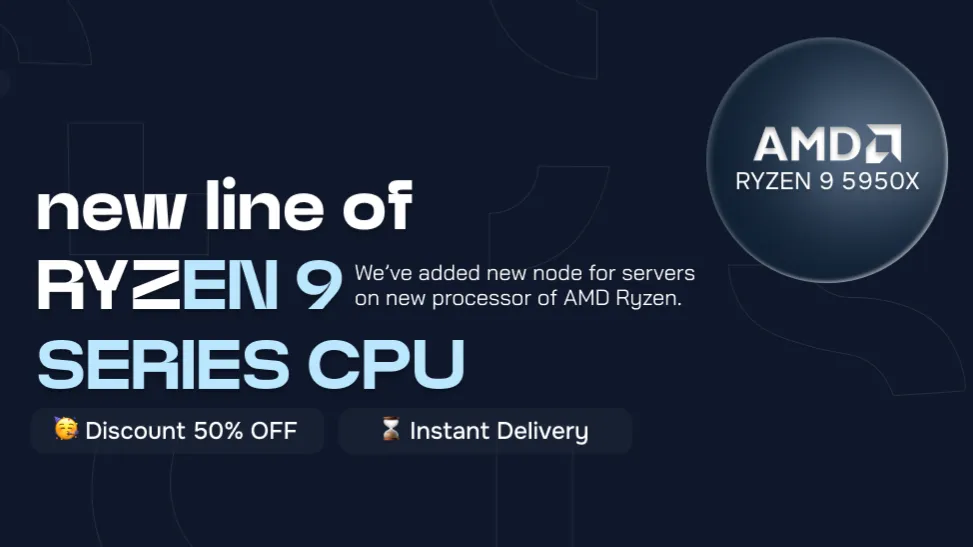 new line of
RYZEN 9
SERIES CPU
We’ve added new node for servers
on new processor of AMD Ryzen.
🥳 Discount 50% OFF
⌛ Instant Delivery
AMD
RYZEN 9 5950X